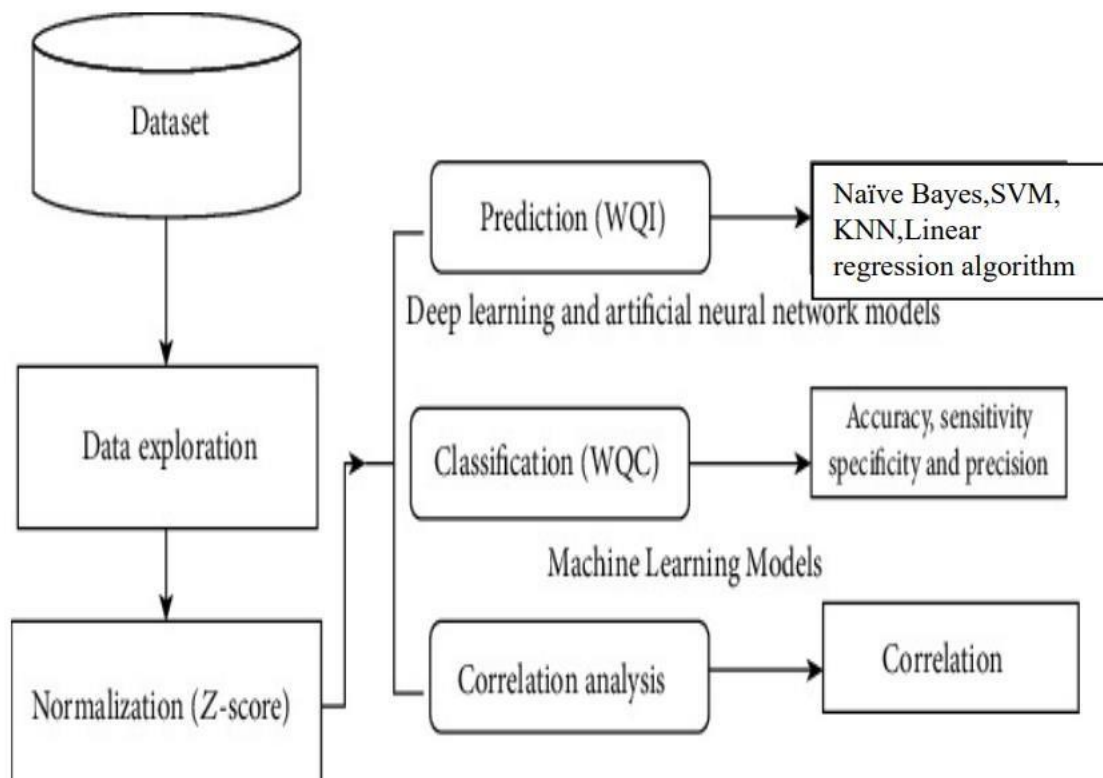 Dataset
Data exploration
Normalization (Z-score)
Prediction (WQI)
Naïve Bayes,SVM,
KNN,Linear
regression algorithm
Deep learning and artificial neural network models
Classification (WQC)
Accuracy, sensitivity
specificity and precision
Machine Learning Models
Correlation analysis
Correlation